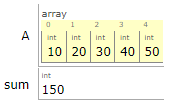 array
0 1 2 3 4
A
int int int int int
10 20 30 40 50
int
sum 150